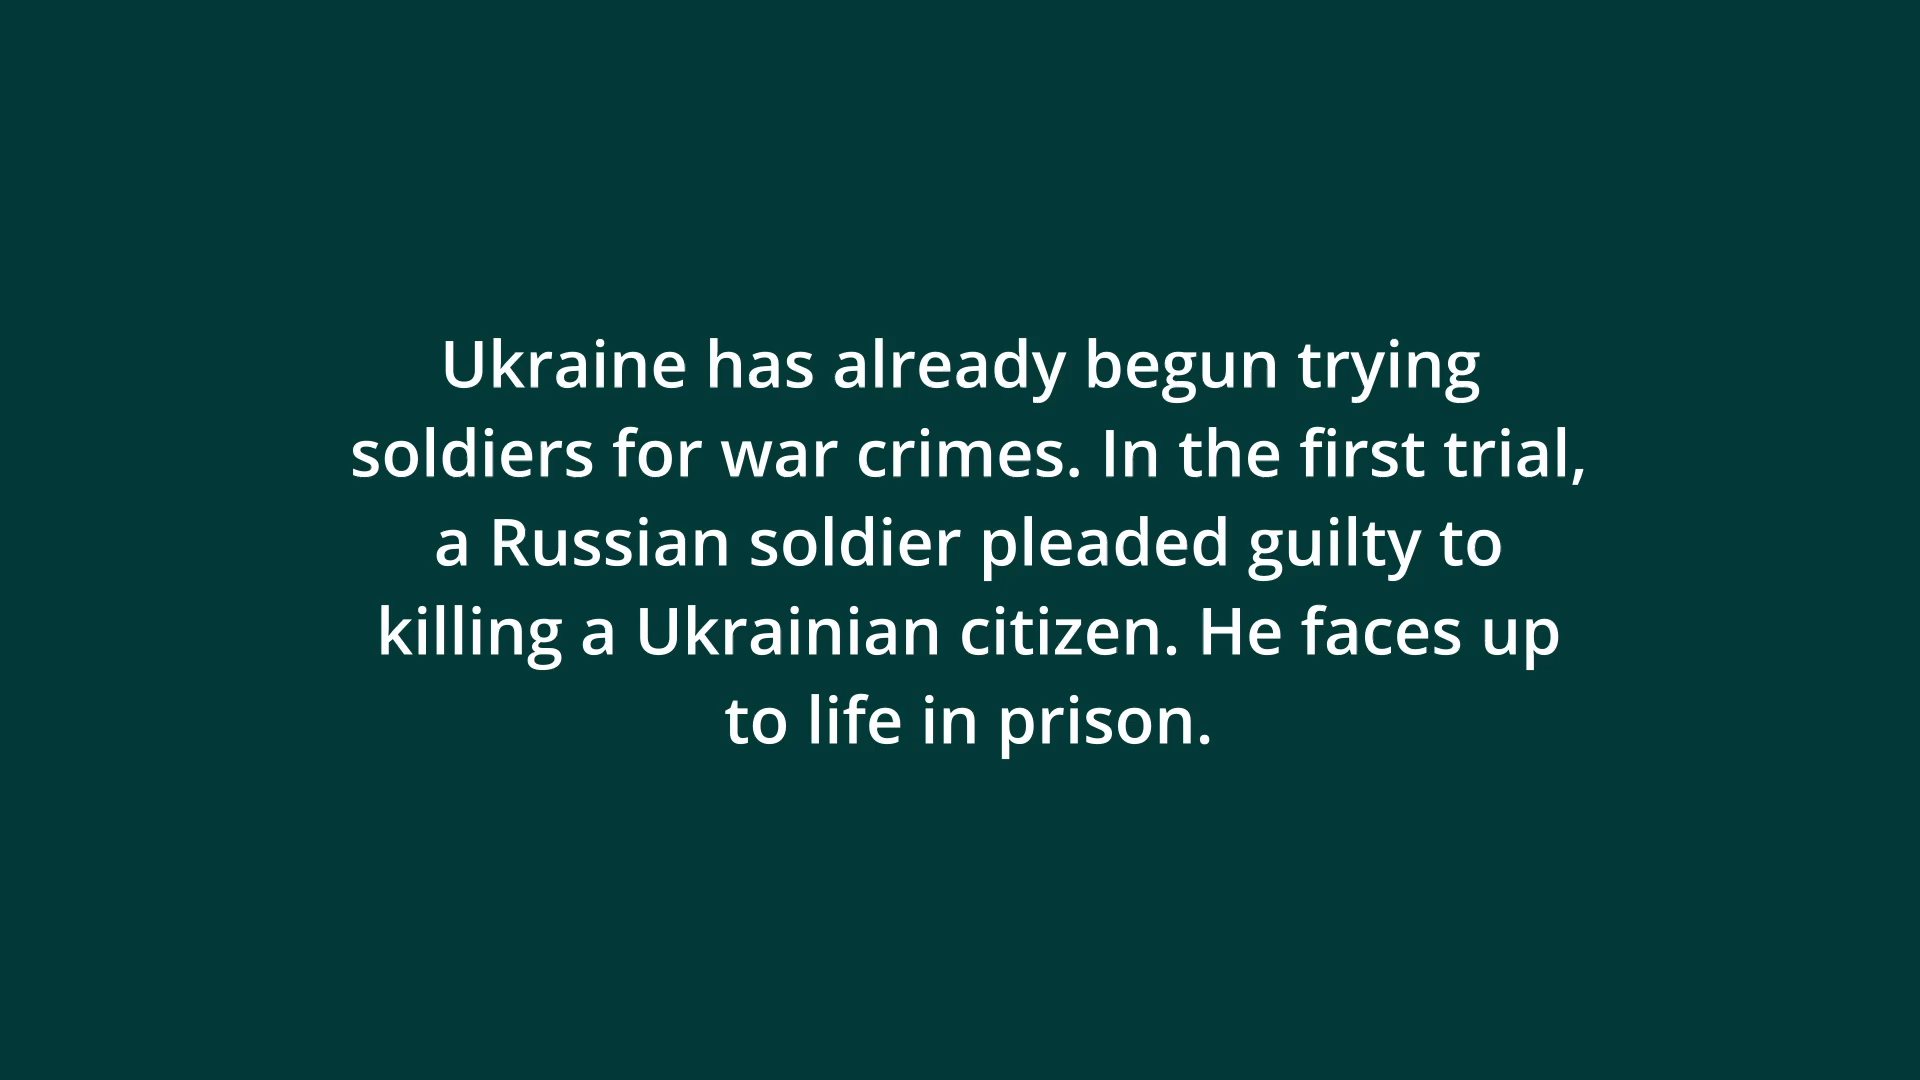 Ukraine has already begun trying
soldiers for war crimes. In the first trial,
a Russian soldier pleaded guilty to
killing a Ukrainian citizen. He faces up
to life in prison.